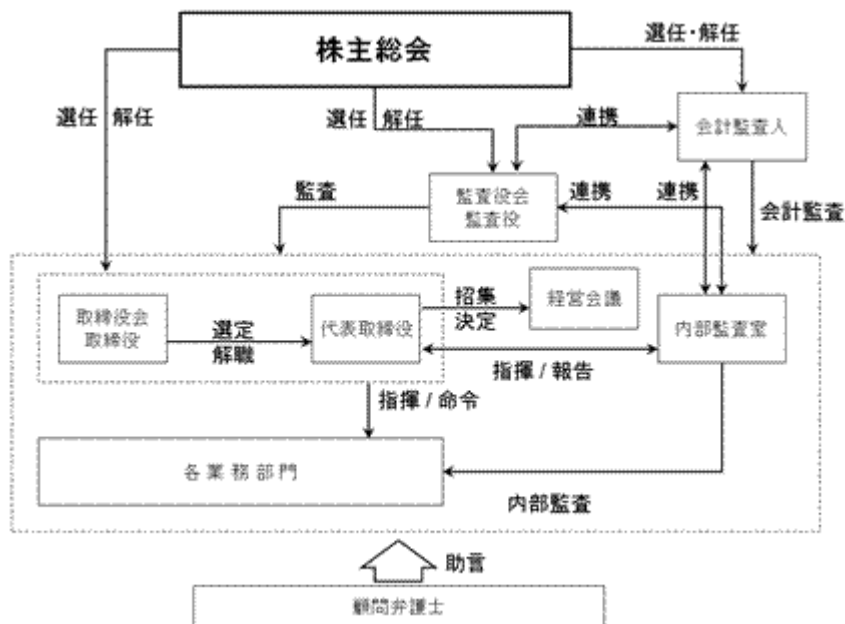 株主総会
選任・解任
選任 解任
選任 解任
連携
会計監査人
監査役会
監査役
監査
連携
連携
会計監査
取締役会
取締役
選定
解職
代表取締役
招集
決定
経営会議
内部監査室
指揮 / 報告
指揮 / 命令
各業務部門
内部監査
助言
顧問弁護士